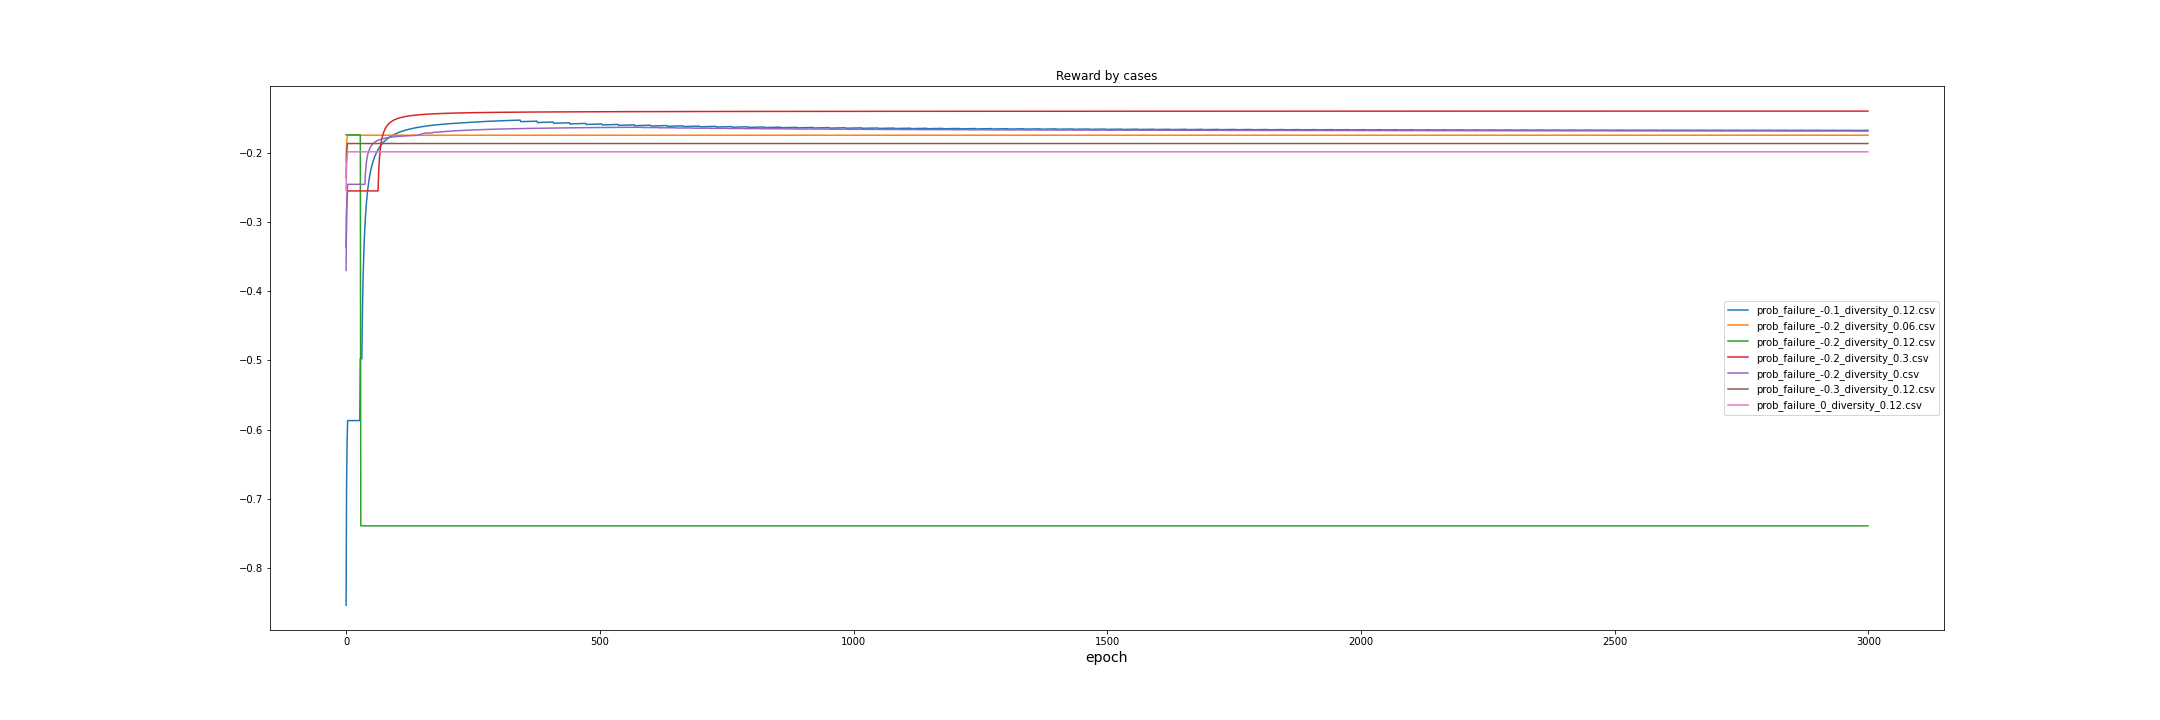 Reward by cases
−0.2
−0.3
−0.4
−0.5
−0.6
−0.7
−0.8
prob_failure_-0.1_diversity_0.12.csv
prob_failure_-0.2_diversity_0.06.csv
prob_failure_-0.2_diversity_0.12.csv
prob_failure_-0.2_diversity_0.3.csv
prob_failure_-0.2_diversity_0.csv
prob_failure_-0.3_diversity_0.12.csv
prob_failure_0_diversity_0.12.csv
0 500 1000 1500 2000 2500 3000
epoch